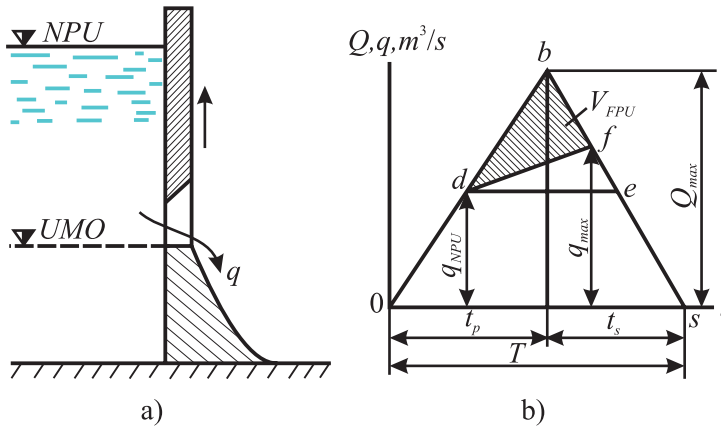 NPU
UMO
q
a)
Q,q,m³/s
b
V_FPU
f
d
e
q_NPU
q_max
Q_max
0
s
t_p
t_s
T
b)